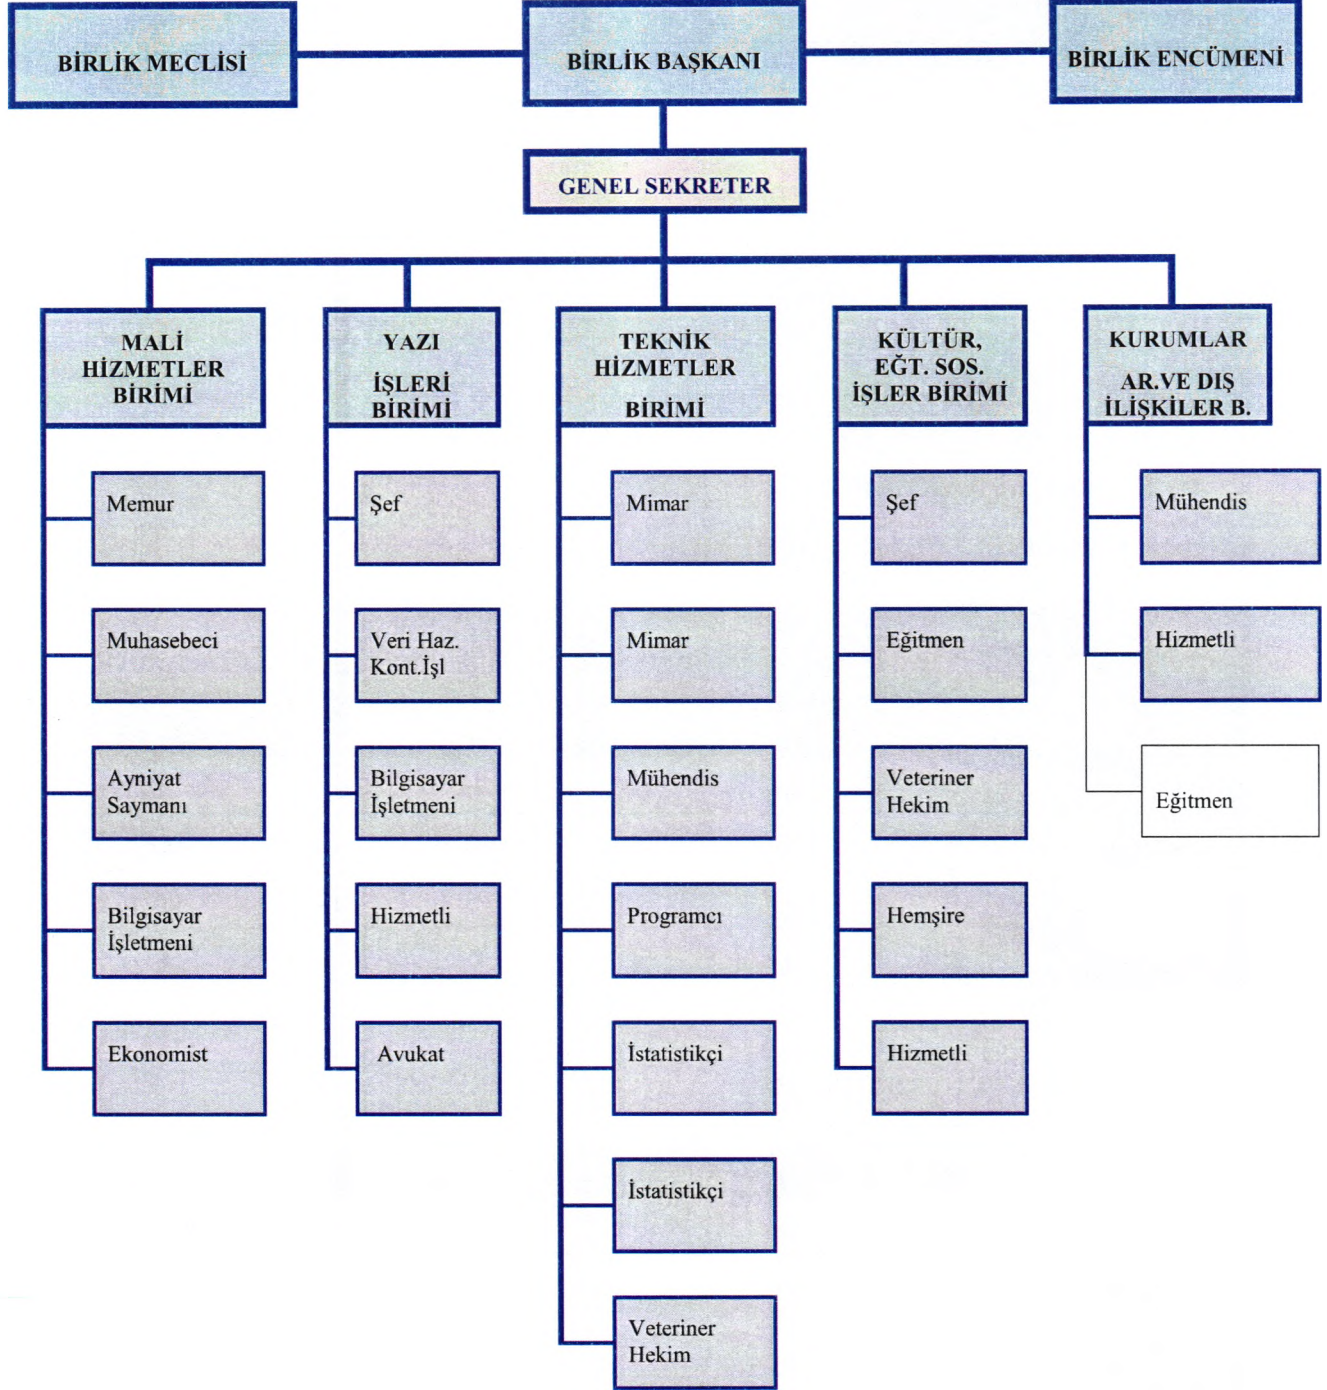 BİRLİK MECLİSİ
BİRLİK BAŞKANI
BİRLİK ENCÜMENİ
GENEL SEKRETER
MALİ
HİZMETLER
BİRİMİ
Memur
Muhasebeci
Ayniyat
Saymanı
Bilgisayar
İşletmeni
Ekonomist
YAZI
İŞLERİ
BİRİMİ
Şef
Veri Haz.
Kont.İşl
Bilgisayar
İşletmeni
Hizmetli
Avukat
TEKNİK
HİZMETLER
BİRİMİ
Mimar
Mimar
Mühendis
Programcı
İstatistikçi
İstatistikçi
Veteriner
Hekim
KÜLTÜR,
EĞT. SOS.
İŞLER BİRİMİ
Şef
Eğitmen
Veteriner
Hekim
Hemşire
Hizmetli
KURUMLAR
AR.VE DIŞ
İLİŞKİLER B.
Mühendis
Hizmetli
Eğitmen